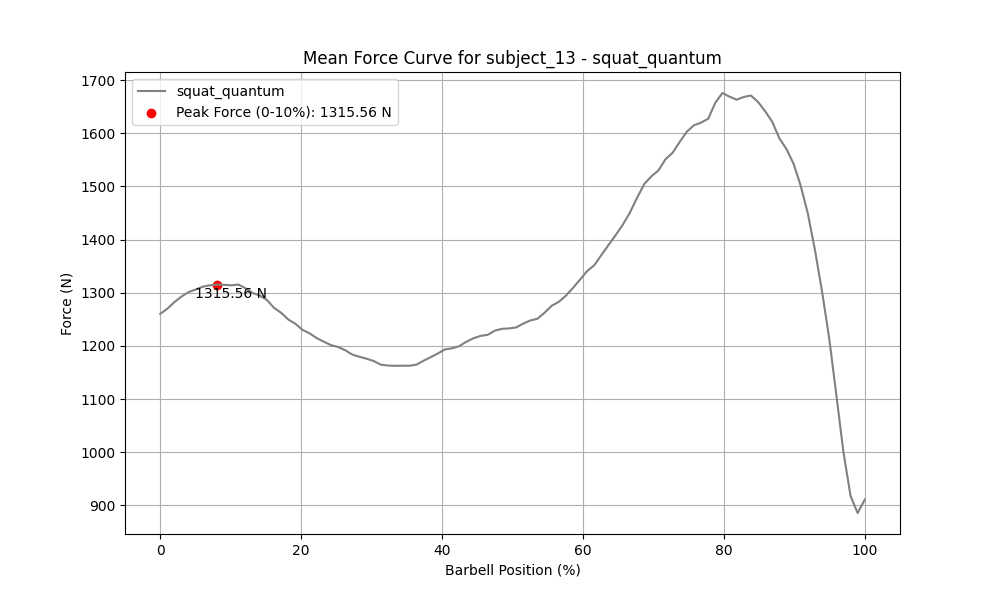 Mean Force Curve for subject_13 - squat_quantum
squat_quantum
Peak Force (0-10%): 1315.56 N
1315.56 N
1700
1600
1500
1400
1300
1200
1100
1000
900
Force (N)
0 20 40 60 80 100
Barbell Position (%)